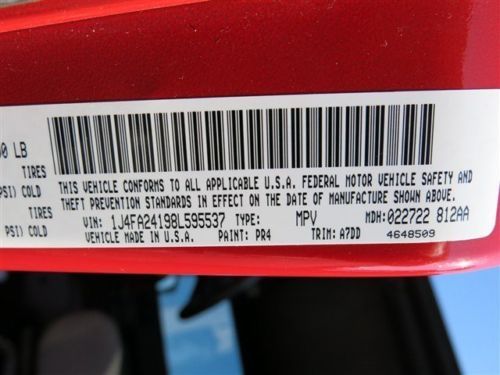 0 LB
TIRES
PSI) COLD
TIRES
PSI) COLD
THIS VEHICLE CONFORMS TO ALL APPLICABLE U.S.A. FEDERAL MOTOR VEHICLE SAFETY AND
THEFT PREVENTION STANDARDS IN EFFECT ON THE DATE OF MANUFACTURE SHOWN ABOVE.
VIN: 1J4FA24198L595537 TYPE: MPV MDH:022722 812AA
VEHICLE MADE IN U.S.A. PAINT: PR4 TRIM: A7DD 4648509